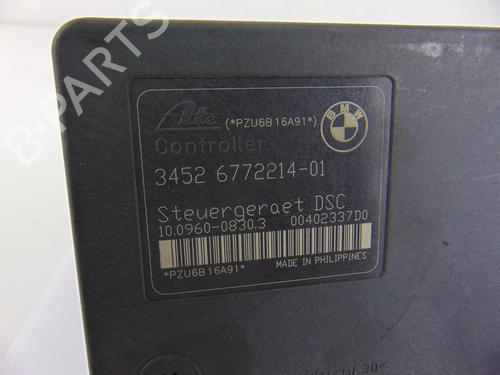 B-PARTS
Ate (*PZU6B16A91*) BMW
Controller
3452 6772214-01
Steuergeraet DSC
10.0960-0830.3 00402337D0
*PZU6B16A91* MADE IN PHILIPPINES